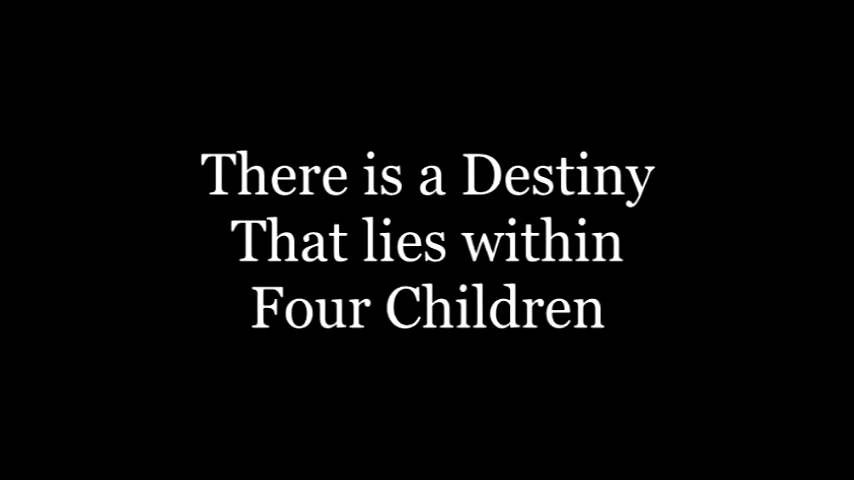 There is a Destiny
That lies within
Four Children